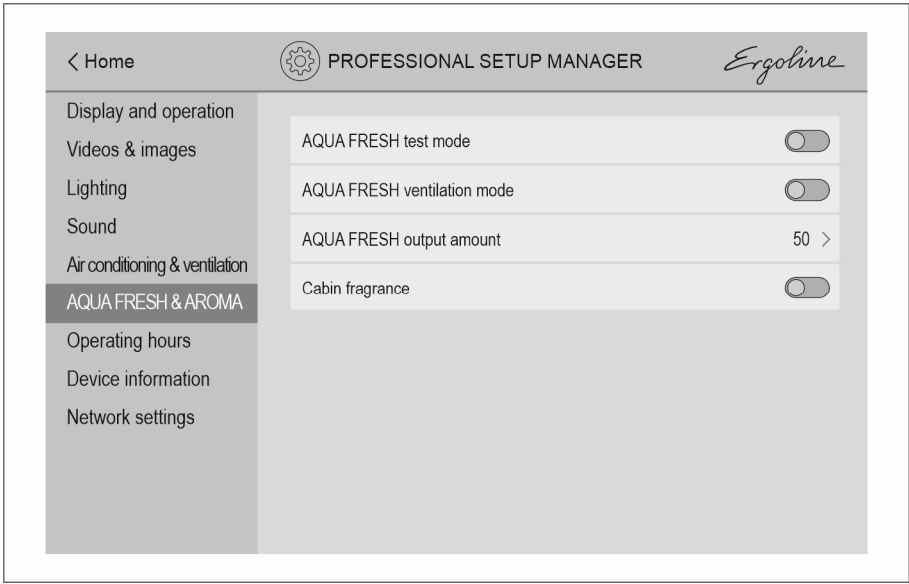 < Home
PROFESSIONAL SETUP MANAGER
Ergoline
Display and operation
Videos & images
Lighting
Sound
Air conditioning & ventilation
AQUA FRESH & AROMA
Operating hours
Device information
Network settings
AQUA FRESH test mode
AQUA FRESH ventilation mode
AQUA FRESH output amount 50 >
Cabin fragrance